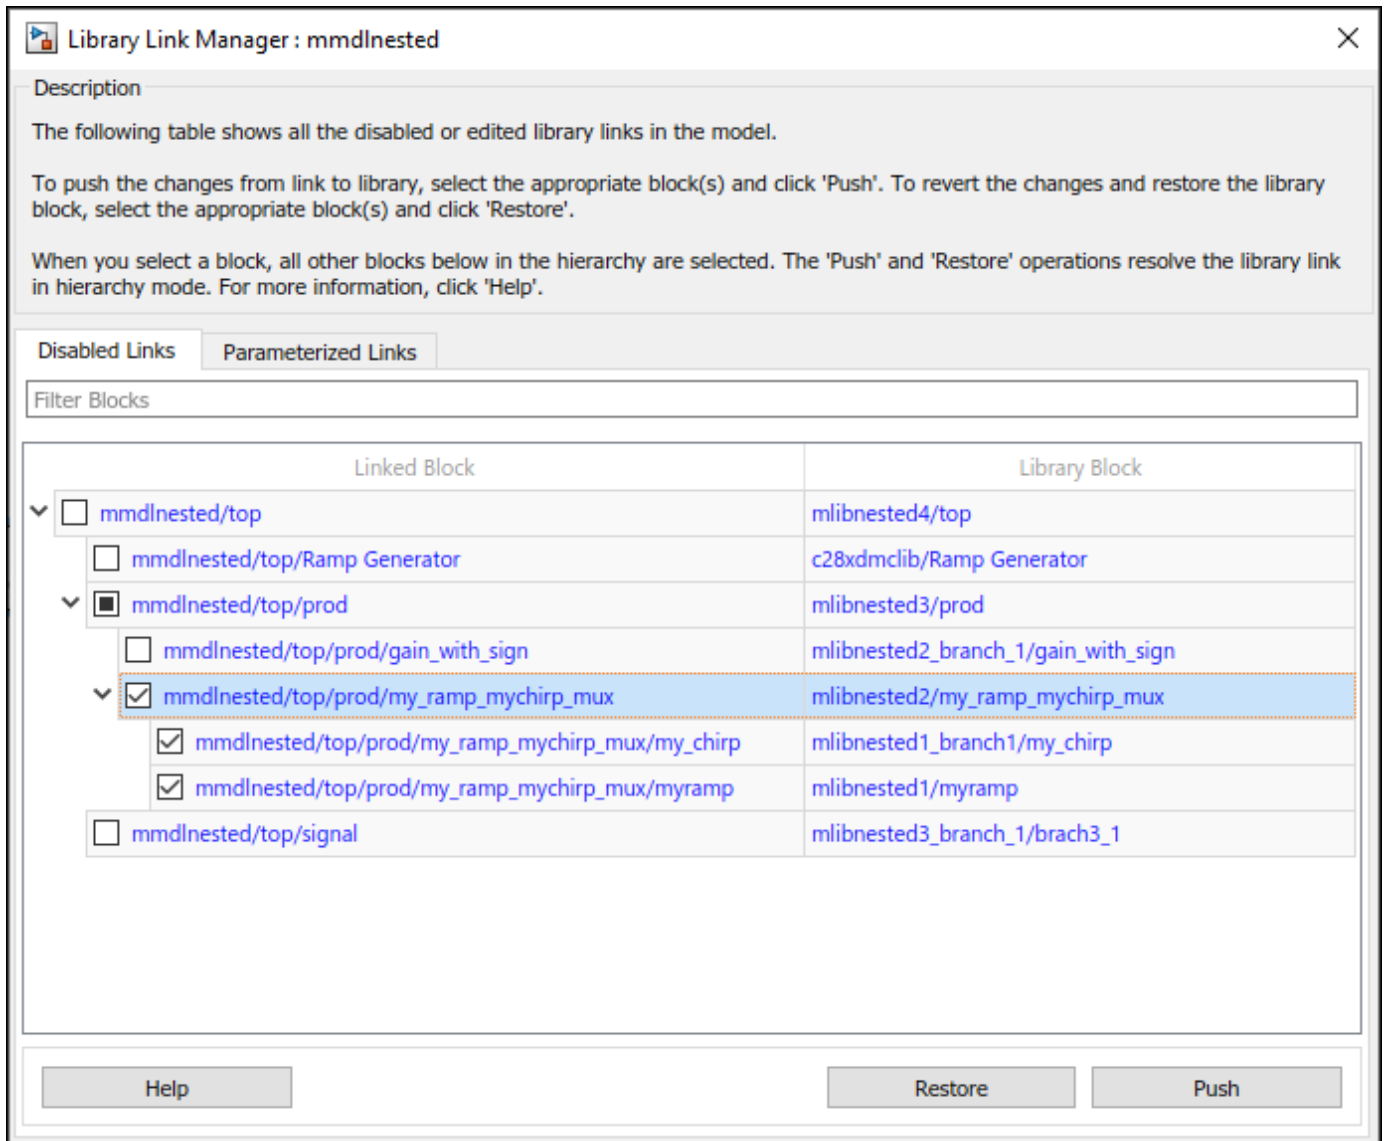 Library Link Manager : mmdlnested
Description
The following table shows all the disabled or edited library links in the model.
To push the changes from link to library, select the appropriate block(s) and click 'Push'. To revert the changes and restore the library
block, select the appropriate block(s) and click 'Restore'.
When you select a block, all other blocks below in the hierarchy are selected. The 'Push' and 'Restore' operations resolve the library link
in hierarchy mode. For more information, click 'Help'.
Disabled Links Parameterized Links
Filter Blocks
Linked Block Library Block
mmdlnested/top mlibnested4/top
mmdlnested/top/Ramp Generator c28xdmclib/Ramp Generator
mmdlnested/top/prod mlibnested3/prod
mmdlnested/top/prod/gain_with_sign mlibnested2_branch_1/gain_with_sign
mmdlnested/top/prod/my_ramp_mychirp_mux mlibnested2/my_ramp_mychirp_mux
mmdlnested/top/prod/my_ramp_mychirp_mux/my_chirp mlibnested1_branch1/my_chirp
mmdlnested/top/prod/my_ramp_mychirp_mux/myramp mlibnested1/myramp
mmdlnested/top/signal mlibnested3_branch_1/brach3_1
Help Restore Push